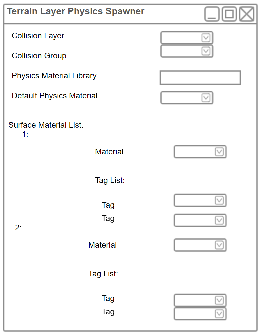 Terrain Layer Physics Spawner
Collision Layer
Collision Group
Physics Material Library
Default Physics Material
Surface Material List:
1:
Material
Tag List:
Tag
Tag
2:
Material
Tag List:
Tag
Tag